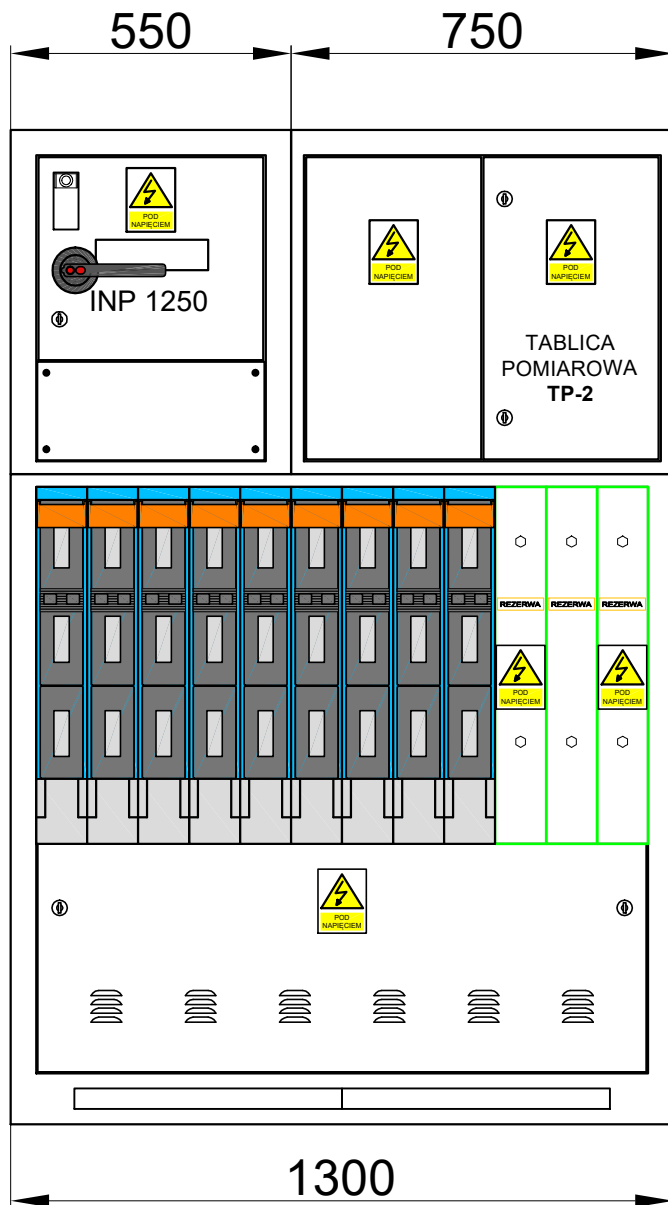 550
750
POD
NAPIĘCIEM
INP 1250
POD
NAPIĘCIEM
POD
NAPIĘCIEM
TABLICA
POMIAROWA
TP-2
REZERWA
REZERWA
REZERWA
POD
NAPIĘCIEM
POD
NAPIĘCIEM
POD
NAPIĘCIEM
1300